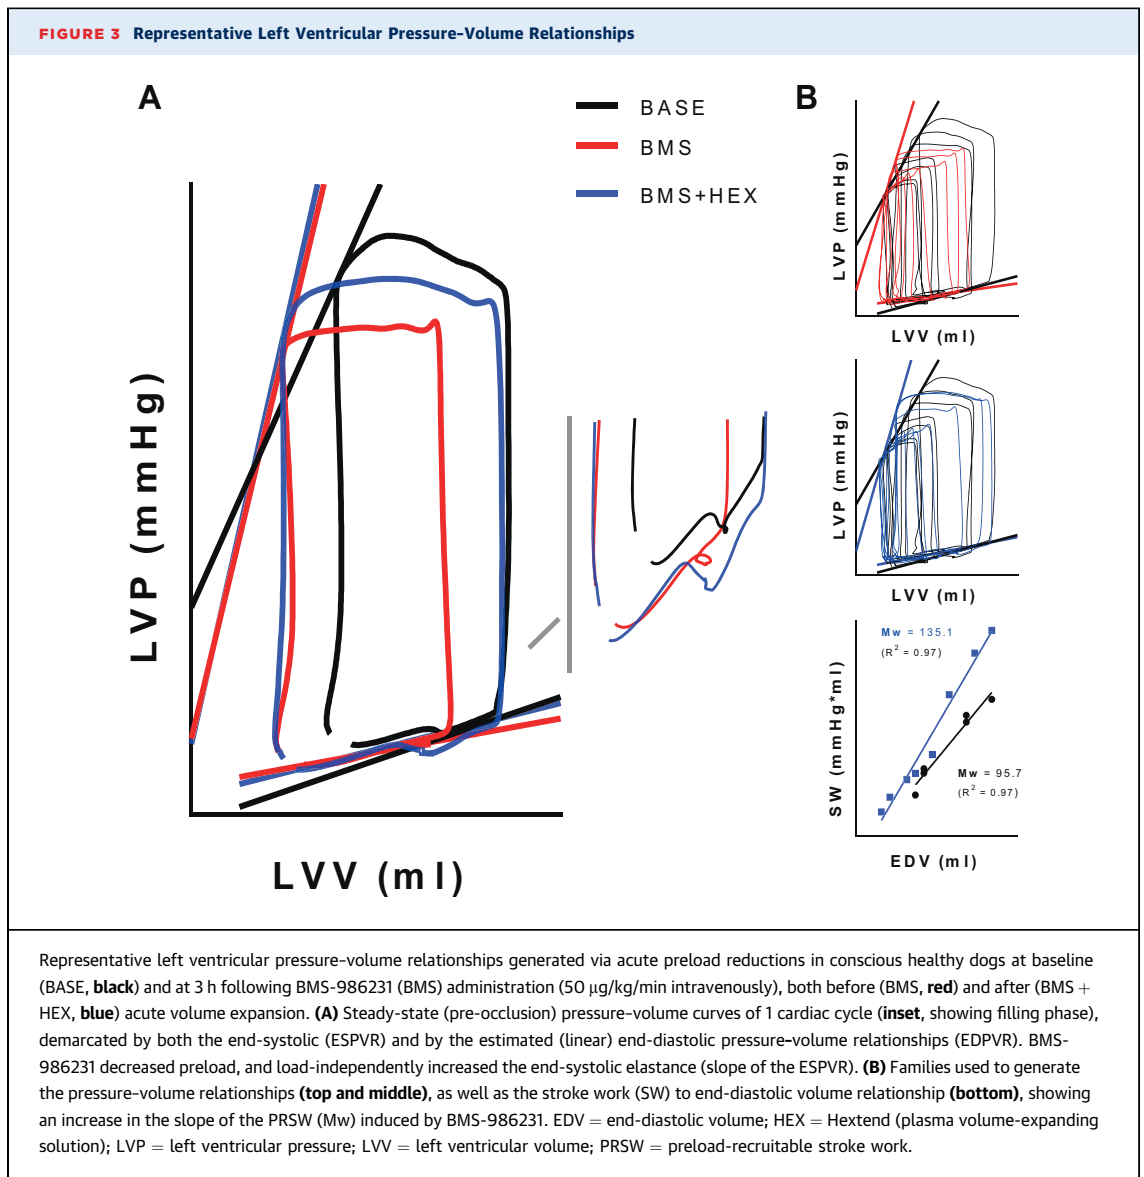 FIGURE 3 Representative Left Ventricular Pressure-Volume Relationships
A
BASE
BMS
BMS+HEX
LVP (mmHg)
LVV (ml)
B
LVP (mmHg)
LVV (ml)
LVP (mmHg)
LVV (ml)
Mw = 135.1
(R² = 0.97)
Mw = 95.7
(R² = 0.97)
SW (mmHg*ml)
EDV (ml)
Representative left ventricular pressure-volume relationships generated via acute preload reductions in conscious healthy dogs at baseline
(BASE, black) and at 3 h following BMS-986231 (BMS) administration (50 μg/kg/min intravenously), both before (BMS, red) and after (BMS +
HEX, blue) acute volume expansion. (A) Steady-state (pre-occlusion) pressure-volume curves of 1 cardiac cycle (inset, showing filling phase),
demarcated by both the end-systolic (ESPVR) and by the estimated (linear) end-diastolic pressure-volume relationships (EDPVR). BMS-
986231 decreased preload, and load-independently increased the end-systolic elastance (slope of the ESPVR). (B) Families used to generate
the pressure-volume relationships (top and middle), as well as the stroke work (SW) to end-diastolic volume relationship (bottom), showing
an increase in the slope of the PRSW (Mw) induced by BMS-986231. EDV = end-diastolic volume; HEX = Hextend (plasma volume-expanding
solution); LVP = left ventricular pressure; LVV = left ventricular volume; PRSW = preload-recruitable stroke work.